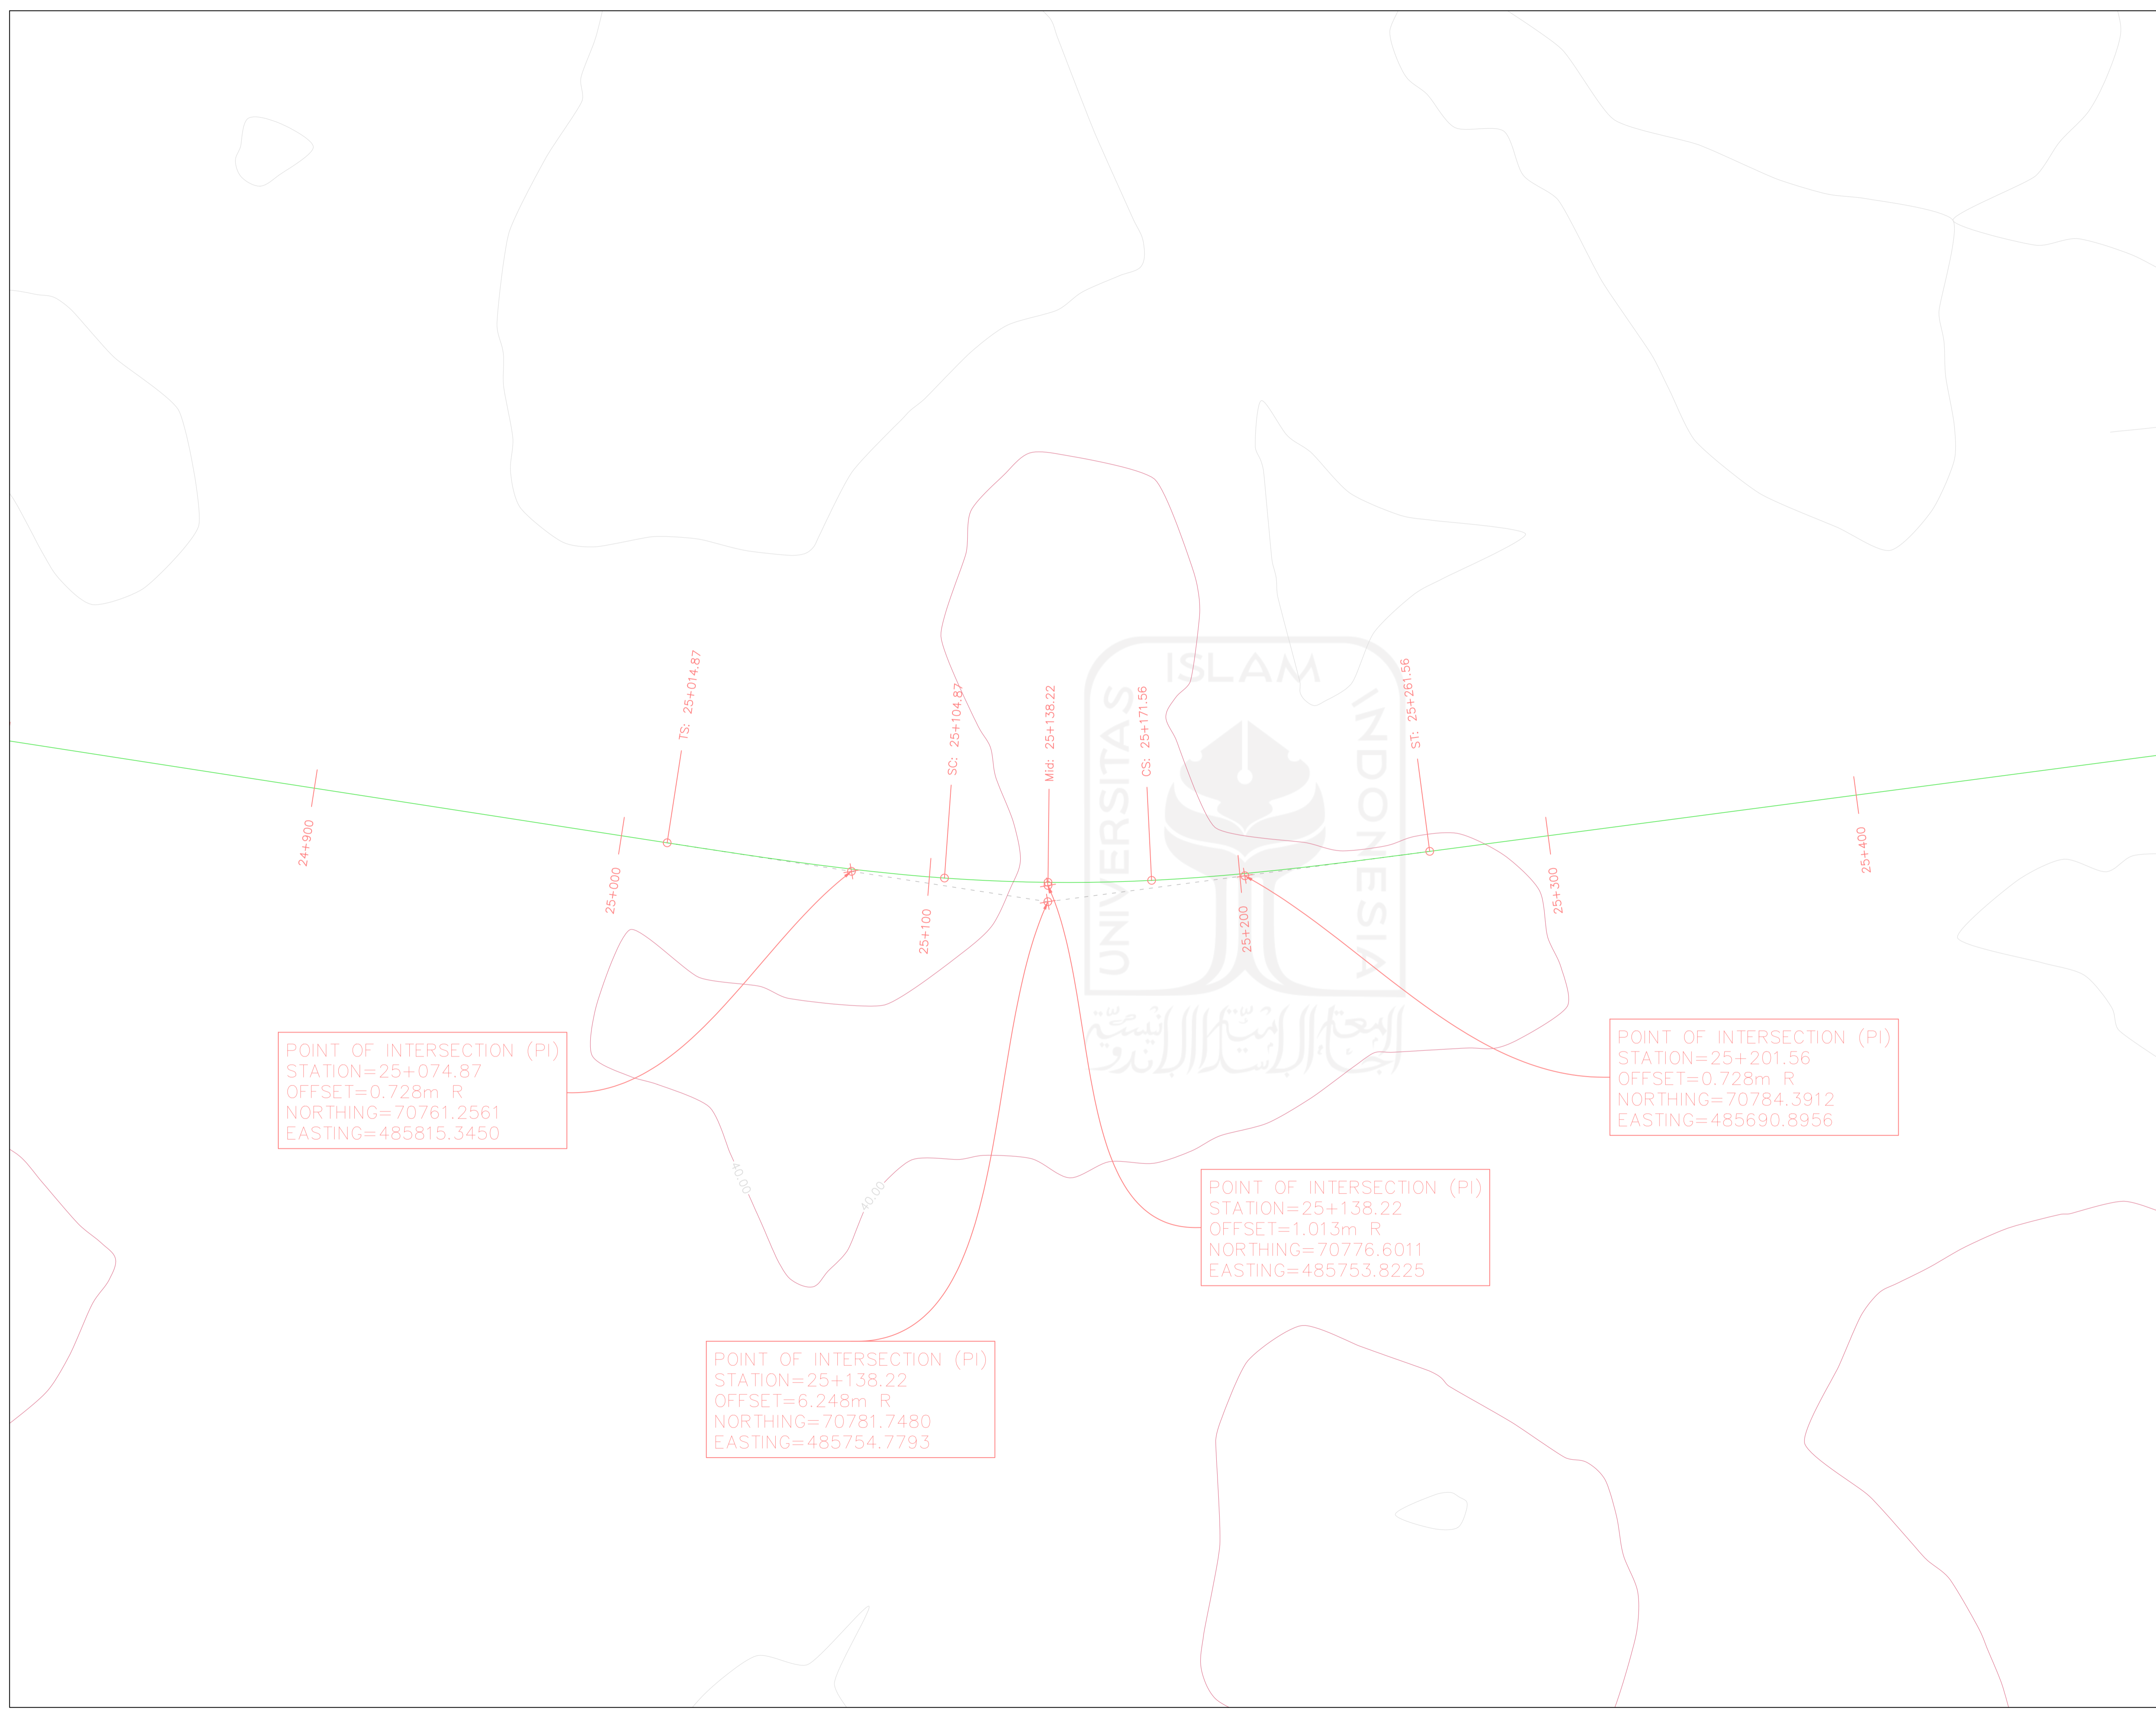 ISLAM
UNIVERSITAS
INDONESIA
TS: 25+014.87
SC: 25+104.87
Mid: 25+138.22
CS: 25+171.56
ST: 25+261.56
24+900
25+000
25+100
25+200
25+300
25+400
POINT OF INTERSECTION (PI)
STATION=25+074.87
OFFSET=0.728m R
NORTHING=70761.2561
EASTING=485815.3450
POINT OF INTERSECTION (PI)
STATION=25+201.56
OFFSET=0.728m R
NORTHING=70784.3912
EASTING=485690.8956
40.00
40.00
POINT OF INTERSECTION (PI)
STATION=25+138.22
OFFSET=1.013m R
NORTHING=70776.6011
EASTING=485753.8225
POINT OF INTERSECTION (PI)
STATION=25+138.22
OFFSET=6.248m R
NORTHING=70781.7480
EASTING=485754.7793